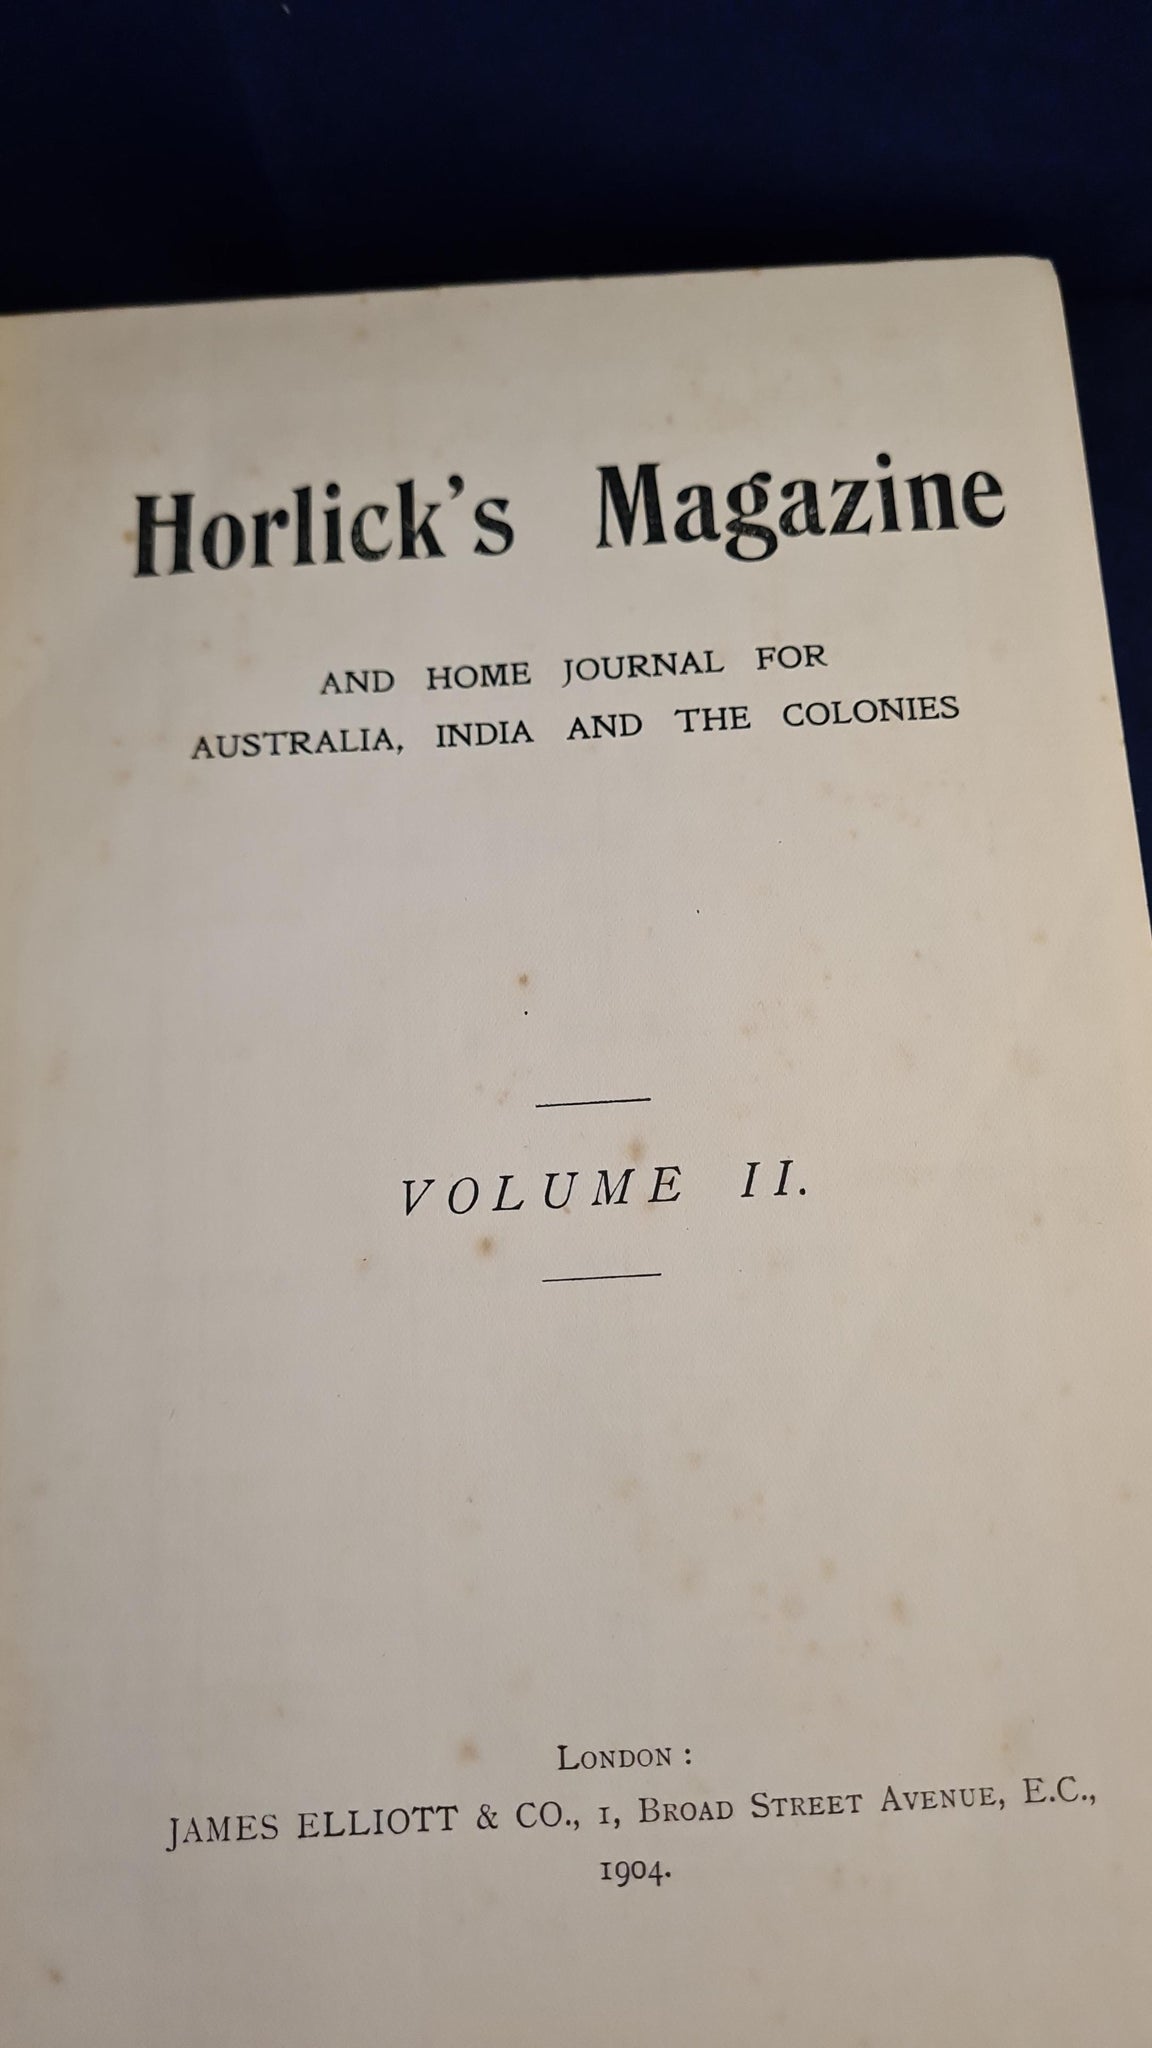 Horlick's Magazine
AND HOME JOURNAL FOR
AUSTRALIA, INDIA AND THE COLONIES
VOLUME II.
LONDON :
JAMES ELLIOTT & CO., 1, BROAD STREET AVENUE, E.C.,
1904.